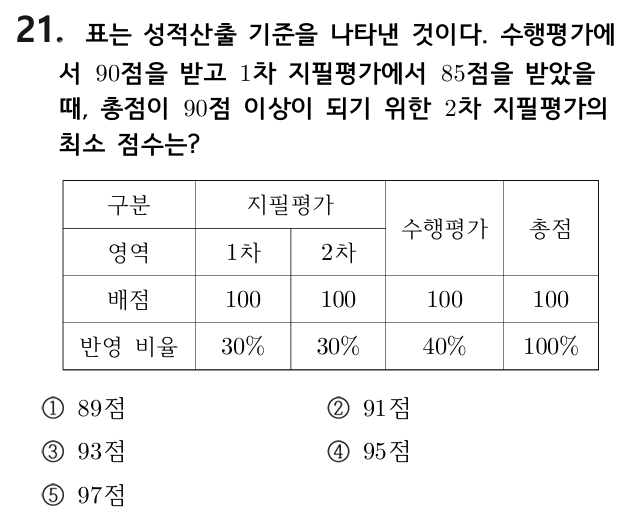 21. 표는 성적산출 기준을 나타낸 것이다. 수행평가에
서 90점을 받고 1차 지필평가에서 85점을 받았을
때, 총점이 90점 이상이 되기 위한 2차 지필평가의
최소 점수는?
구분 지필평가 수행평가 총점
영역 1차 2차
배점 100 100 100 100
반영 비율 30% 30% 40% 100%
① 89점 ② 91점
③ 93점 ④ 95점
⑤ 97점